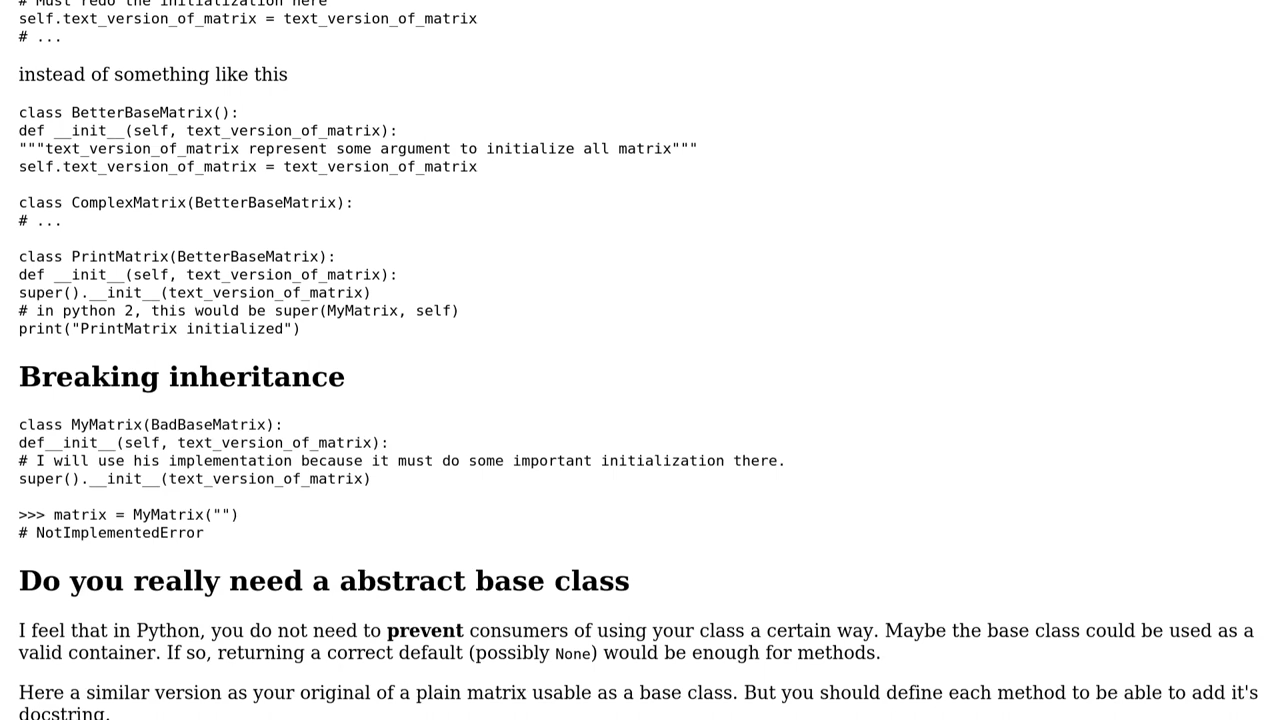 # Must redo the initialization here
self.text_version_of_matrix = text_version_of_matrix
# ...
instead of something like this
class BetterBaseMatrix():
def __init__(self, text_version_of_matrix):
"""text_version_of_matrix represent some argument to initialize all matrix"""
self.text_version_of_matrix = text_version_of_matrix
class ComplexMatrix(BetterBaseMatrix):
# ...
class PrintMatrix(BetterBaseMatrix):
def __init__(self, text_version_of_matrix):
super().__init__(text_version_of_matrix)
# in python 2, this would be super(MyMatrix, self)
print("PrintMatrix initialized")
Breaking inheritance
class MyMatrix(BadBaseMatrix):
def__init__(self, text_version_of_matrix):
# I will use his implementation because it must do some important initialization there.
super().__init__(text_version_of_matrix)
>>> matrix = MyMatrix("")
# NotImplementedError
Do you really need a abstract base class
I feel that in Python, you do not need to prevent consumers of using your class a certain way. Maybe the base class could be used as a
valid container. If so, returning a correct default (possibly None) would be enough for methods.
Here a similar version as your original of a plain matrix usable as a base class. But you should define each method to be able to add it's
docstring.